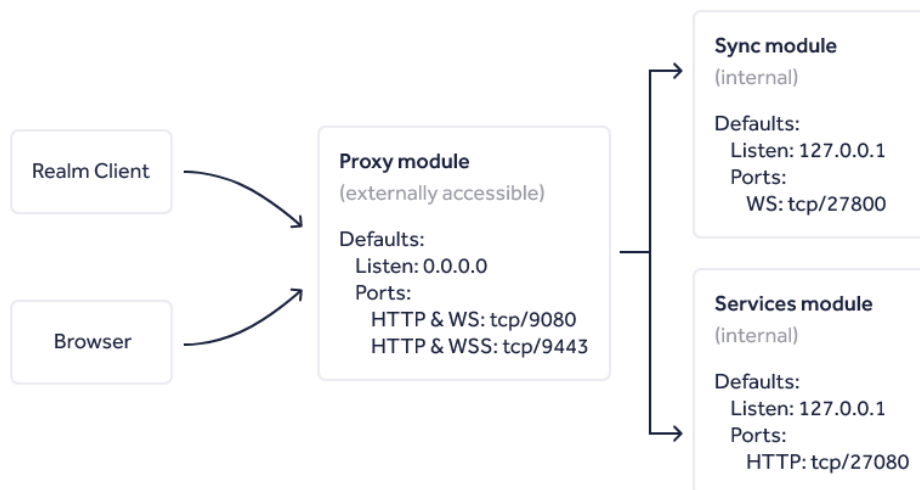 Realm Client
Browser
Proxy module
(externally accessible)
Defaults:
Listen: 0.0.0.0
Ports:
HTTP & WS: tcp/9080
HTTP & WSS: tcp/9443
Sync module
(internal)
Defaults:
Listen: 127.0.0.1
Ports:
WS: tcp/27800
Services module
(internal)
Defaults:
Listen: 127.0.0.1
Ports:
HTTP: tcp/27080